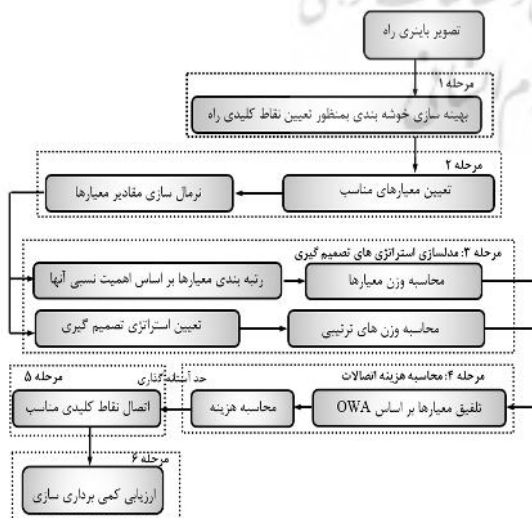 تصویر باینری راه
مرحله ۱
بهینه سازی خوشه بندی بمنظور تعیین نقاط کلیدی راه
مرحله ۲
تعیین معیارهای مناسب
نرمال سازی مقادیر معیارها
مرحله ۳: مدلسازی استراتژی های تصمیم گیری
رتبه بندی معیارها بر اساس اهمیت نسبی آنها
محاسبه وزن معیارها
تعیین استراتژی تصمیم گیری
محاسبه وزن های ترتیبی
مرحله ۴: محاسبه هزینه اتصالات
تلفیق معیارها بر اساس OWA
محاسبه هزینه
حد آستانه گذاری
مرحله ۵
اتصال نقاط کلیدی مناسب
مرحله ۶
ارزیابی کمی برداری سازی